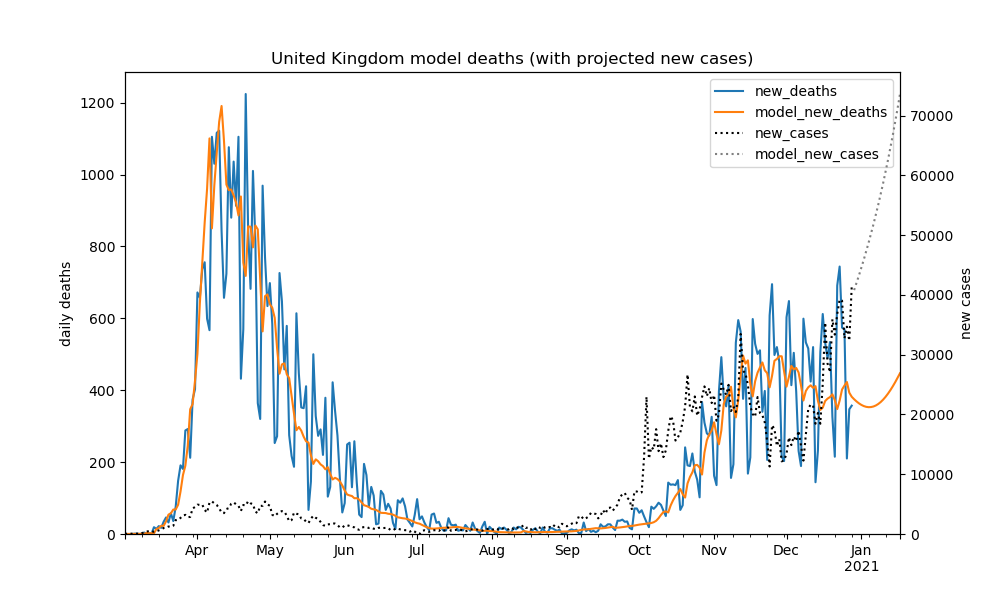 United Kingdom model deaths (with projected new cases)
new_deaths
model_new_deaths
new_cases
model_new_cases
daily deaths
1200
1000
800
600
400
200
0
70000
60000
50000
40000
30000
20000
10000
0
new cases
Apr May Jun Jul Aug Sep Oct Nov Dec Jan
2021